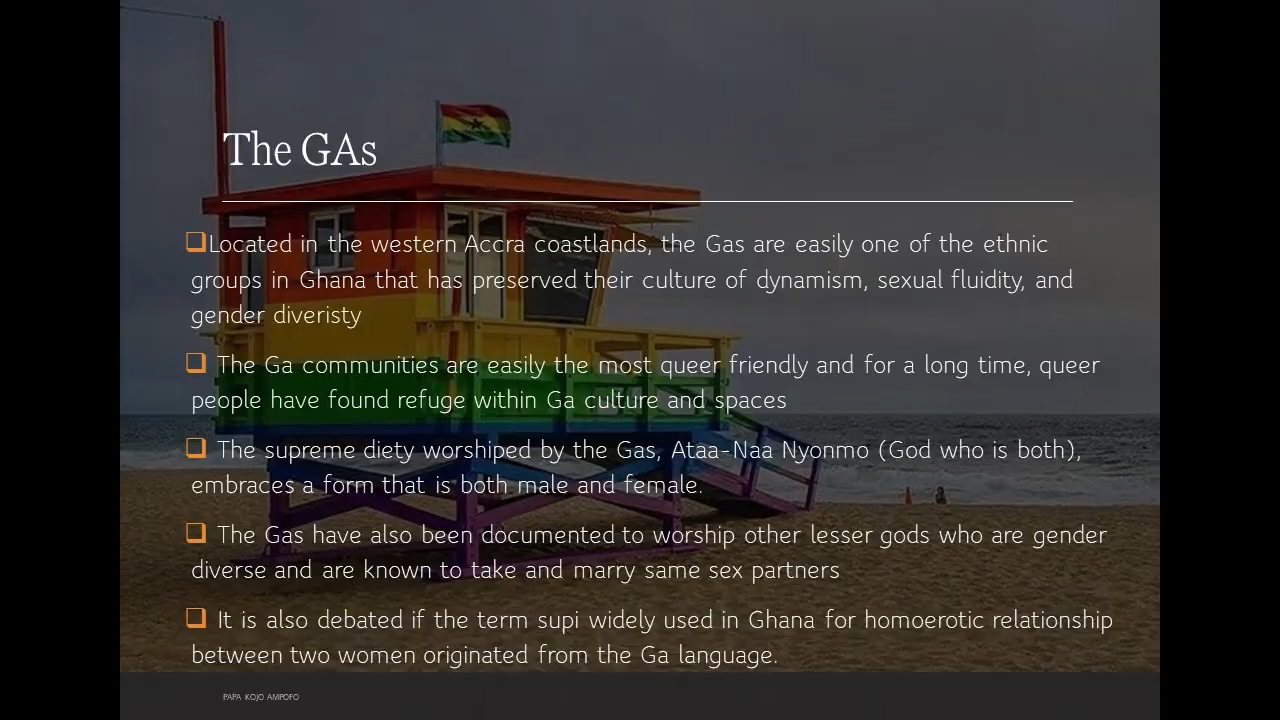 The GAs
Located in the western Accra coastlands, the Gas are easily one of the ethnic
groups in Ghana that has preserved their culture of dynamism, sexual fluidity, and
gender diveristy
The Ga communities are easily the most queer friendly and for a long time, queer
people have found refuge within Ga culture and spaces
The supreme diety worshiped by the Gas, Ataa-Naa Nyonmo (God who is both),
embraces a form that is both male and female.
The Gas have also been documented to worship other lesser gods who are gender
diverse and are known to take and marry same sex partners
It is also debated if the term supi widely used in Ghana for homoerotic relationship
between two women originated from the Ga language.
PAPA KOJO AMPOFO